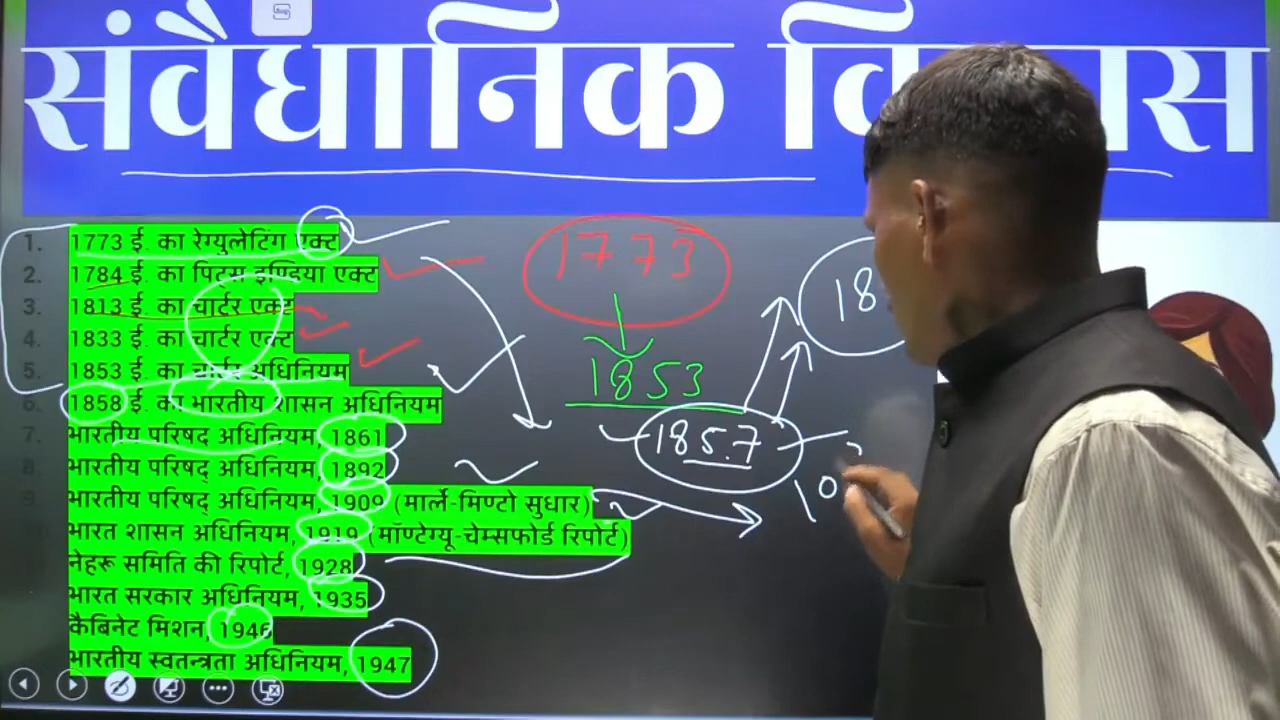 संवैधानिक
1. 1773 ई. का रेग्युलेटिंग एक्ट
2. 1784 ई. का पिट्स इण्डिया एक्ट
3. 1813 ई. का चार्टर एक्ट
4. 1833 ई. का चार्टर एक्ट
5. 1853 ई. का चार्टर अधिनियम
6. 1858 ई. का भारतीय शासन अधिनियम
7. भारतीय परिषद् अधिनियम, 1861
8 भारतीय परिषद् अधिनियम, 1892
9 भारतीय परिषद् अधिनियम, 1909 (मार्ले-मिण्टो सुधार)
भारत शासन अधिनियम, 1919 (मॉण्टेग्यू-चेम्सफोर्ड रिपोर्ट)
नेहरू समिति की रिपोर्ट, 1928
भारत सरकार अधिनियम, 1935
कैबिनेट मिशन, 1946
भारतीय स्वतन्त्रता अधिनियम, 1947
1773
1853
1857
18